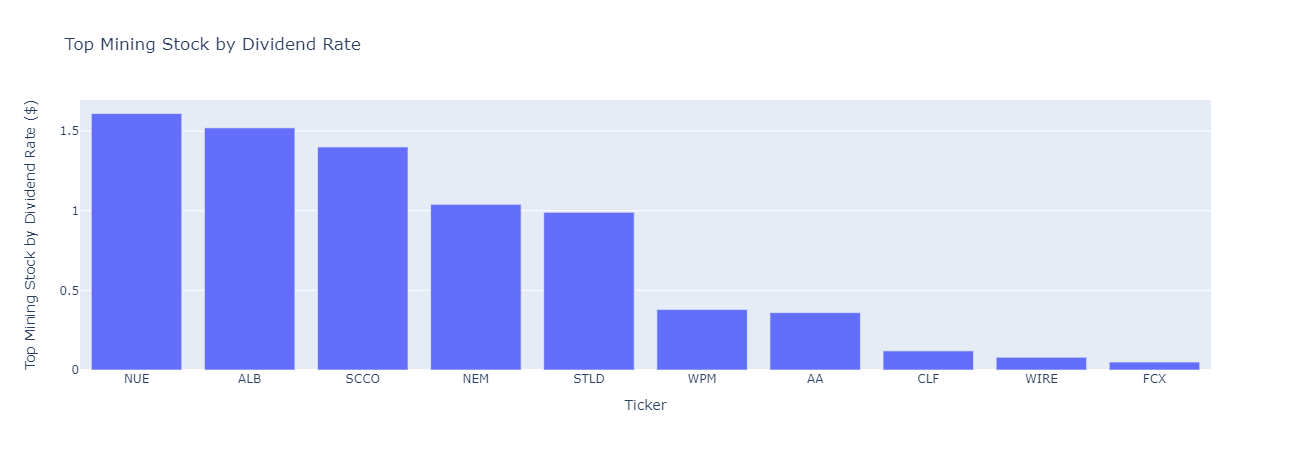 Top Mining Stock by Dividend Rate
Top Mining Stock by Dividend Rate ($)
1.5
1
0.5
0
NUE ALB SCCO NEM STLD WPM AA CLF WIRE FCX
Ticker